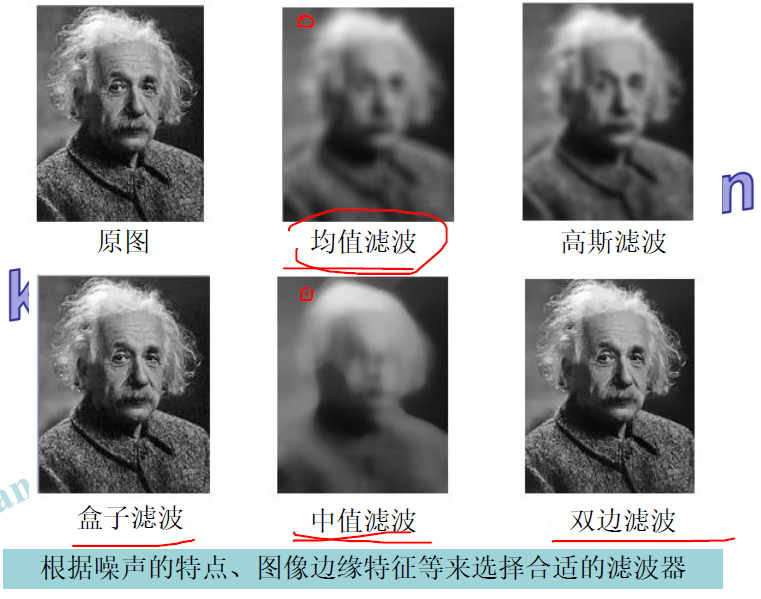 原图
均值滤波
高斯滤波
n
k
盒子滤波
中值滤波
双边滤波
an
根据噪声的特点、图像边缘特征等来选择合适的滤波器